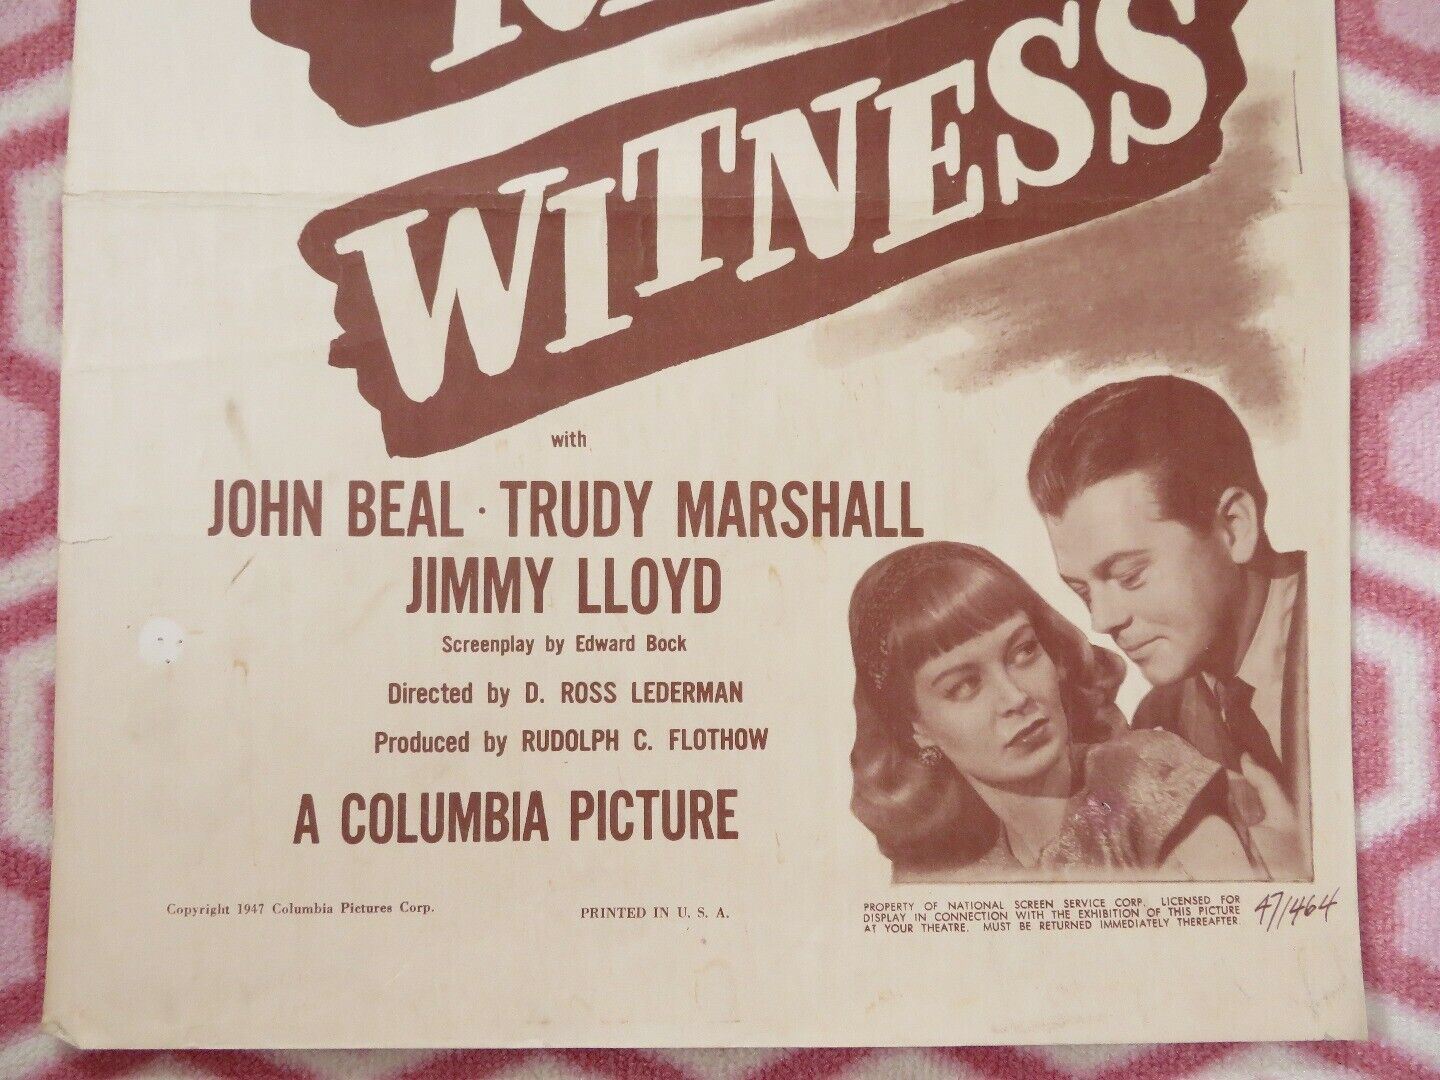 WITNESS
with
JOHN BEAL · TRUDY MARSHALL
JIMMY LLOYD
Screenplay by Edward Bock
Directed by D. ROSS LEDERMAN
Produced by RUDOLPH C. FLOTHOW
A COLUMBIA PICTURE
Copyright 1947 Columbia Pictures Corp.
PRINTED IN U. S. A.
PROPERTY OF NATIONAL SCREEN SERVICE CORP. LICENSED FOR
DISPLAY IN CONNECTION WITH THE EXHIBITION OF THIS PICTURE
AT YOUR THEATRE. MUST BE RETURNED IMMEDIATELY THEREAFTER.
47/1464